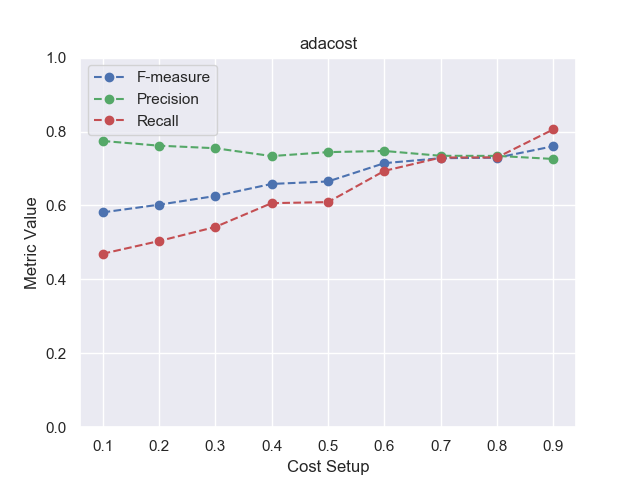 adacost
1.0
0.8
0.6
0.4
0.2
0.0
Metric Value
F-measure
Precision
Recall
0.1 0.2 0.3 0.4 0.5 0.6 0.7 0.8 0.9
Cost Setup